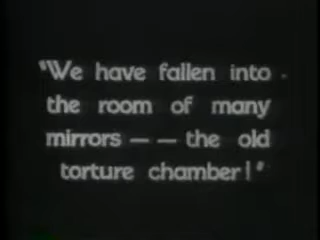 "We have fallen into
the room of many
mirrors -- the old
torture chamber!"